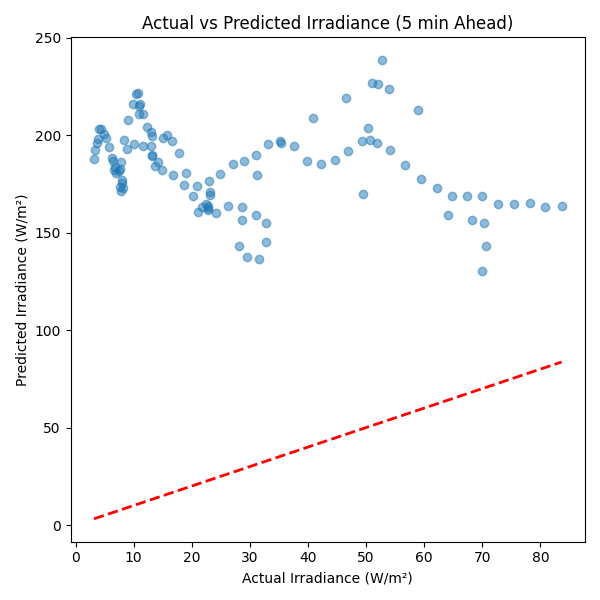 Actual vs Predicted Irradiance (5 min Ahead)
Predicted Irradiance (W/m²)
250
200
150
100
50
0
0 10 20 30 40 50 60 70 80
Actual Irradiance (W/m²)